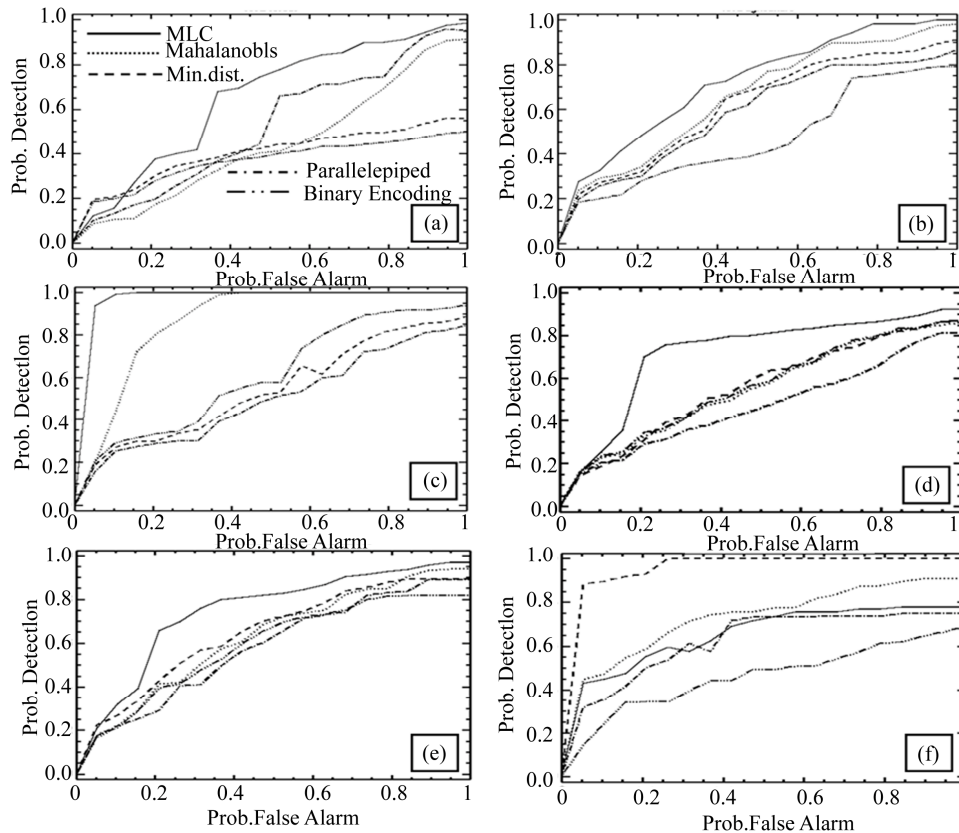 1.0
0.8
0.6
0.4
0.2
0.0
Prob. Detection
MLC
Mahalanobls
Min.dist.
Parallelepiped
Binary Encoding
(a)
0 0.2 0.4 0.6 0.8 1
Prob.False Alarm
1.0
0.8
0.6
0.4
0.2
0.0
Prob. Detection
(b)
0 0.2 0.4 0.6 0.8 1
Prob.False Alarm
1.0
0.8
0.6
0.4
0.2
0.0
Prob. Detectlon
(c)
0 0.2 0.4 0.6 0.8 1
Prob.False Alarm
1.0
0.8
0.6
0.4
0.2
0.0
Prob. Detectlon
(d)
0 0.2 0.4 0.6 0.8 1
Prob.False Alarm
1.0
0.8
0.6
0.4
0.2
0.0
Prob. Detectlon
(e)
0 0.2 0.4 0.6 0.8 1
Prob.False Alarm
1.0
0.8
0.6
0.4
0.2
0.0
Prob. Detectlon
(f)
0 0.2 0.4 0.6 0.8
Prob.False Alarm